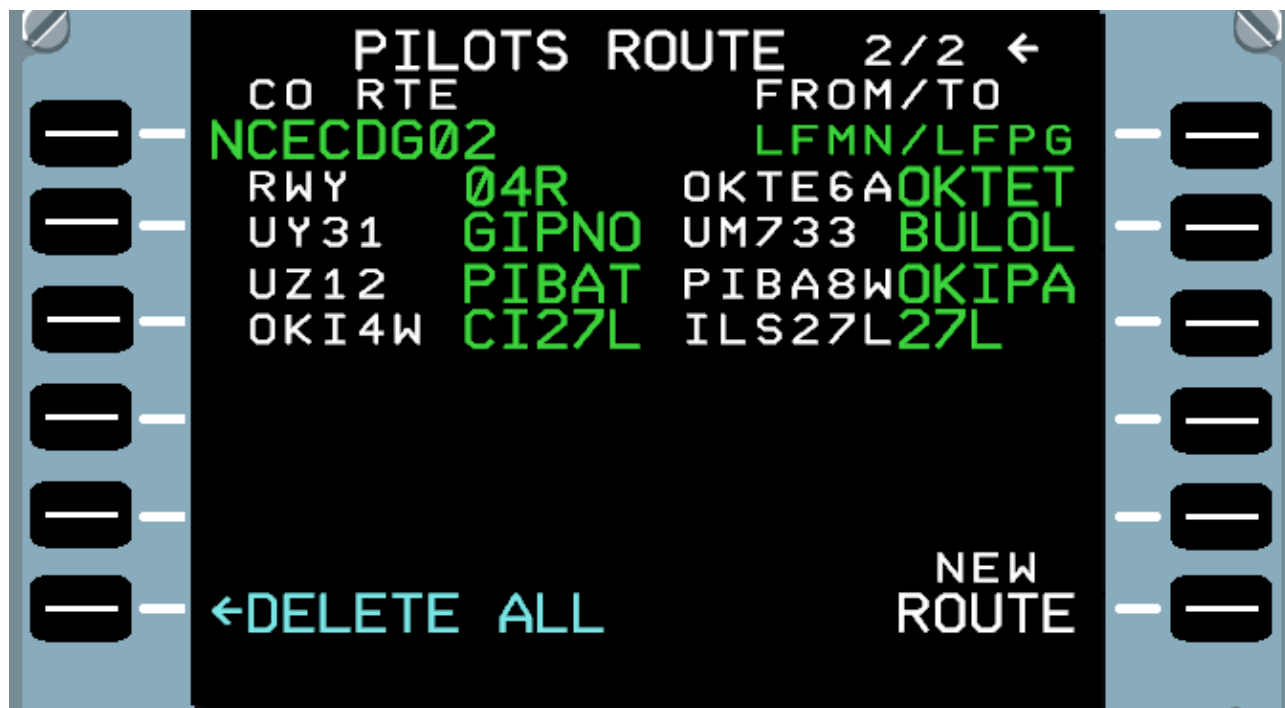 PILOTS ROUTE 2/2 ←
CO RTE FROM/TO
NCECDG02 LFMN/LFPG
RWY 04R OKTE6A OKTET
UY31 GIPNO UM733 BULOL
UZ12 PIBAT PIBA8W OKIPA
OKI4W CI27L ILS27L 27L
NEW
←DELETE ALL ROUTE